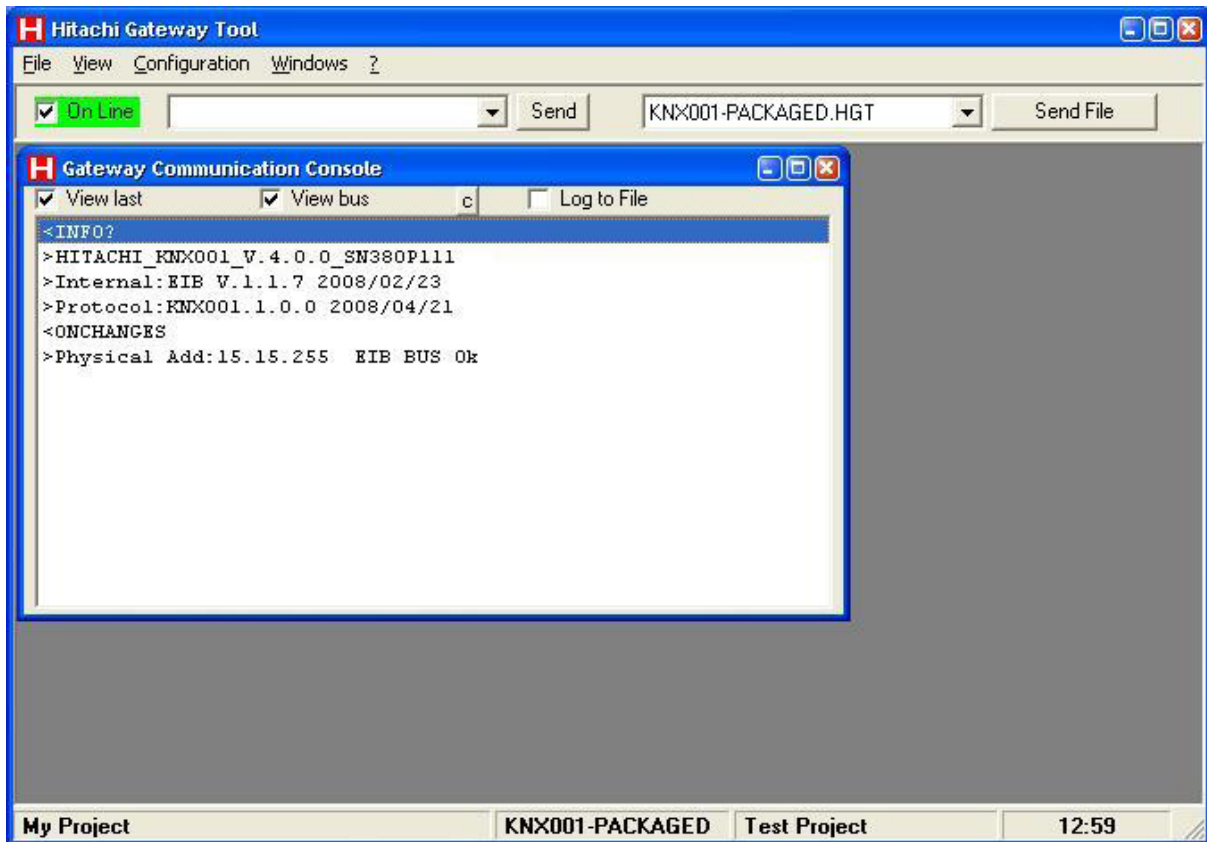 Hitachi Gateway Tool
File View Configuration Windows ?
On Line Send KNX001-PACKAGED.HGT Send File
Gateway Communication Console
View last View bus c Log to File
<INFO?
>HITACHI_KNX001_V.4.0.0_SN380P111
>Internal:EIB V.1.1.7 2008/02/23
>Protocol:KNX001.1.0.0 2008/04/21
<ONCHANGES
>Physical Add:15.15.255 EIB BUS Ok
My Project KNX001-PACKAGED Test Project 12:59